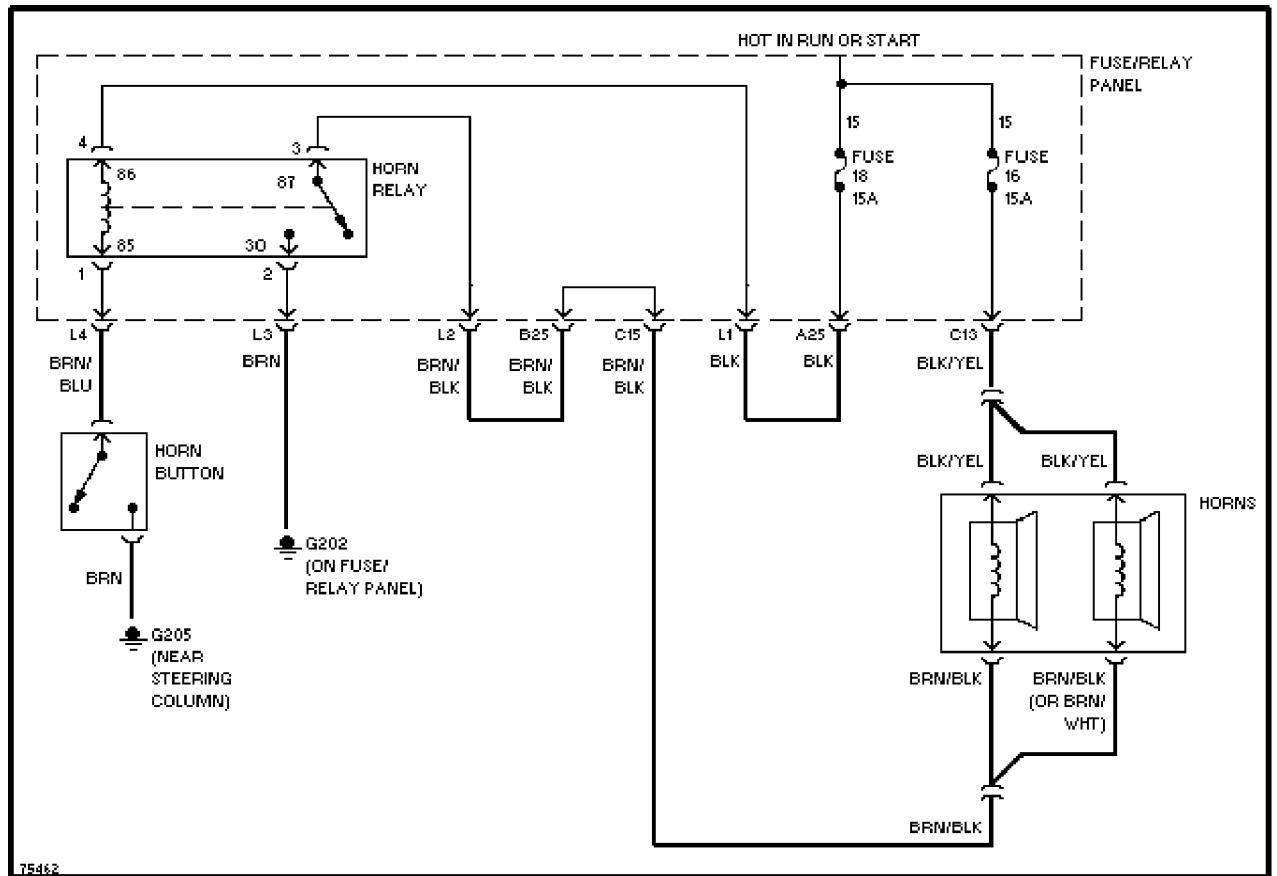 HOT IN RUN OR START
FUSE/RELAY
PANEL
15
15
4
3
FUSE
18
15A
FUSE
16
15A
86
87
HORN
RELAY
85
30
1
2
L4
L3
L2
B25
C15
L1
A25
C13
BRN/
BLU
BRN
BRN/
BLK
BRN/
BLK
BRN/
BLK
BLK
BLK
BLK/YEL
HORN
BUTTON
BLK/YEL
BLK/YEL
HORNS
G202
(ON FUSE/
RELAY PANEL)
BRN
G205
(NEAR
STEERING
COLUMN)
BRN/BLK
BRN/BLK
(OR BRN/
WHT)
BRN/BLK
75462